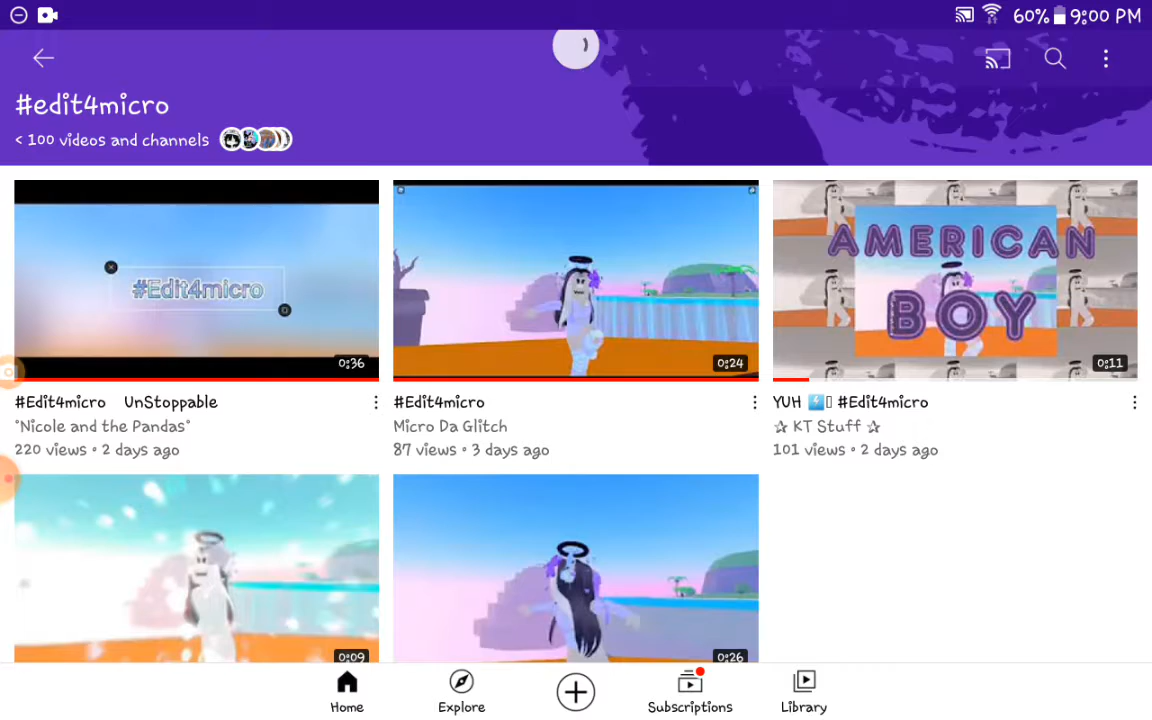 60% 9:00 PM
#edit4micro
< 100 videos and channels
#Edit4micro
0:36
0:24
AMERICAN
BOY
0:11
#Edit4micro UnStoppable
°Nicole and the Pandas°
220 views • 2 days ago
#Edit4micro
Micro Da Glitch
87 views • 3 days ago
YUH ⚡ #Edit4micro
☆ KT Stuff ☆
101 views • 2 days ago
0:09
0:26
Home
Explore
Subscriptions
Library